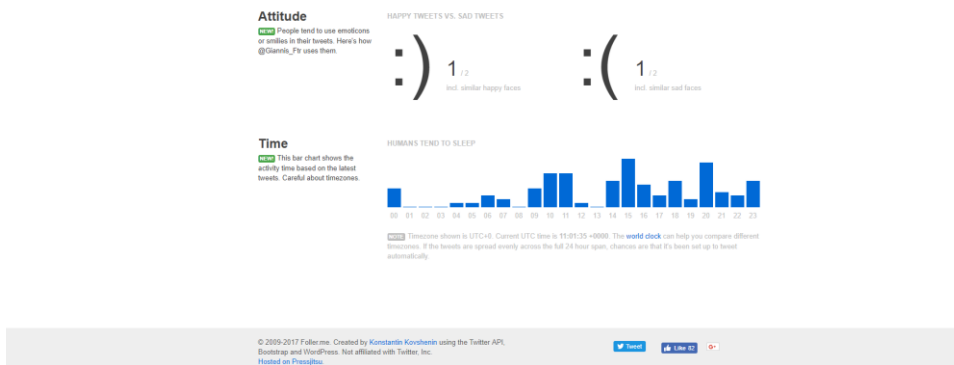 Attitude
NEW! People tend to use emoticons
or smilies in their tweets. Here's how
@Giannis_Ftr uses them.
HAPPY TWEETS VS. SAD TWEETS
:) 1 / 2
incl. similar happy faces
:( 1 / 2
incl. similar sad faces
Time
NEW! This bar chart shows the
activity time based on the latest
tweets. Careful about timezones.
HUMANS TEND TO SLEEP
00 01 02 03 04 05 06 07 08 09 10 11 12 13 14 15 16 17 18 19 20 21 22 23
NOTE Timezone shown is UTC+0. Current UTC time is 11:01:35 +0000. The world clock can help you compare different
timezones. If the tweets are spread evenly across the full 24 hour span, chances are that it's been set up to tweet
automatically.
© 2009-2017 Foller.me. Created by Konstantin Kovshenin using the Twitter API,
Bootstrap and WordPress. Not affiliated with Twitter, Inc.
Hosted on Pressjitsu.
Tweet
Like 82
G+